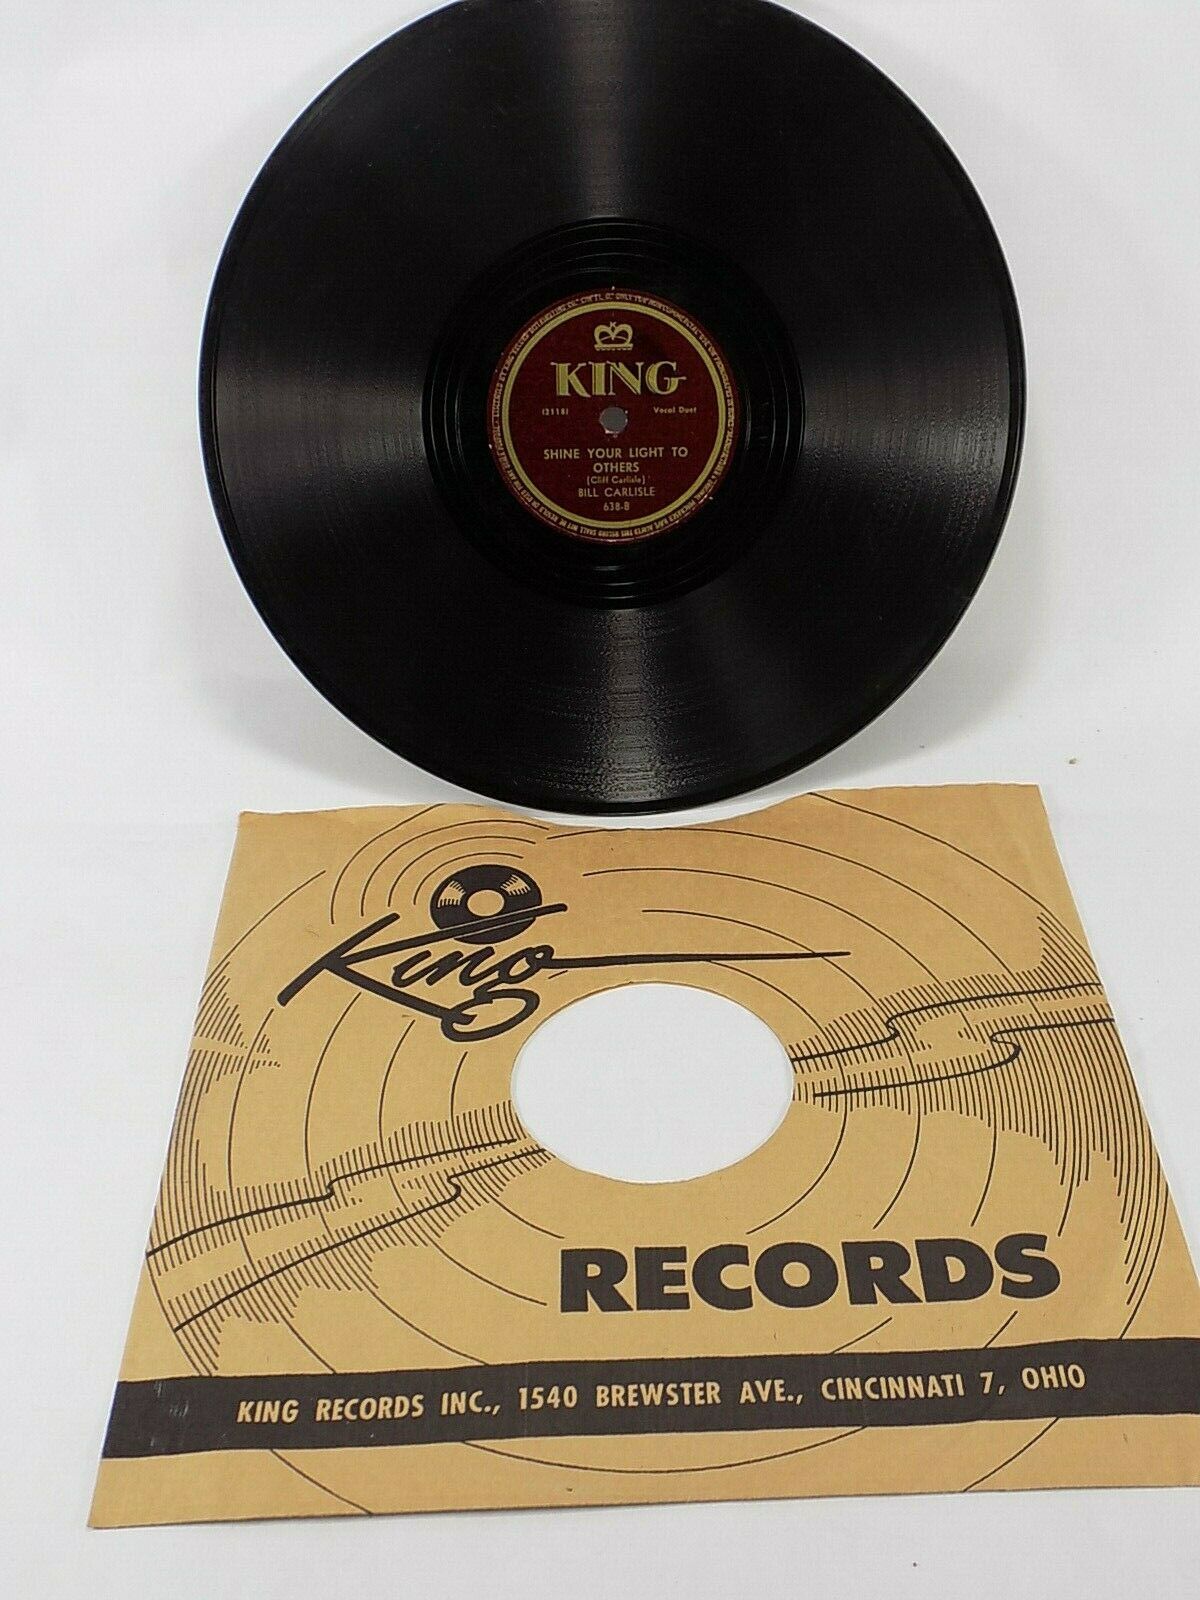 KING
(2118) Vocal Duet
SHINE YOUR LIGHT TO
OTHERS
(Cliff Carlisle)
BILL CARLISLE
638-B
King
RECORDS
KING RECORDS INC., 1540 BREWSTER AVE., CINCINNATI 7, OHIO